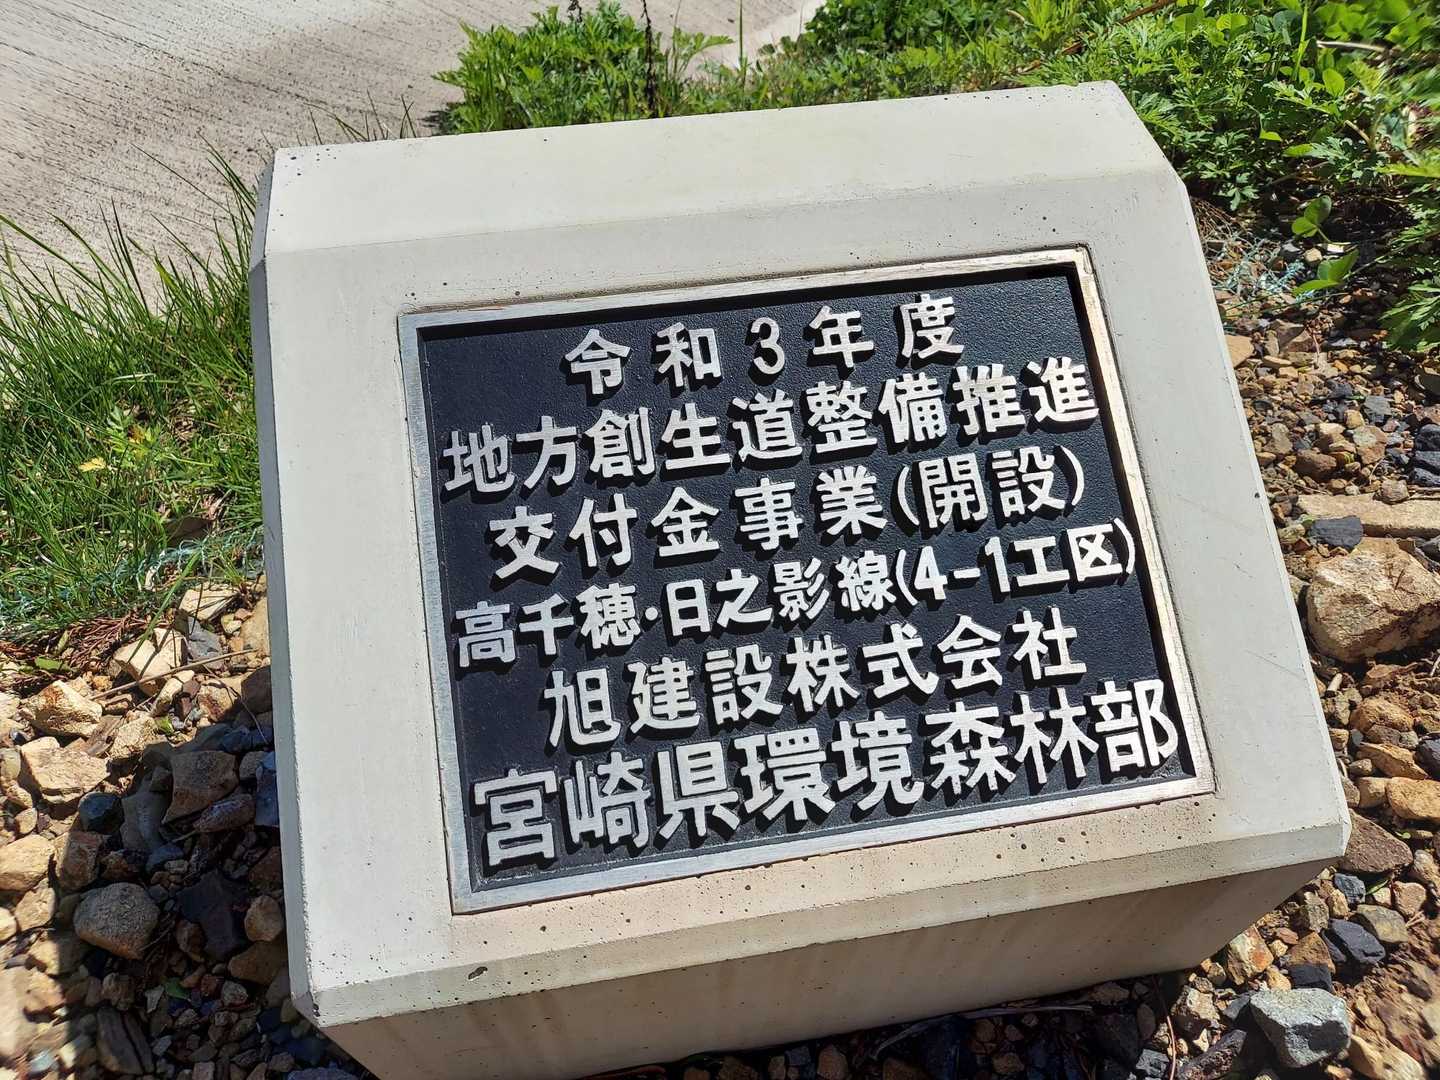 令和3年度
地方創生道整備推進
交付金事業(開設)
高千穂・日之影線(4-1工区)
旭建設株式会社
宮崎県環境森林部